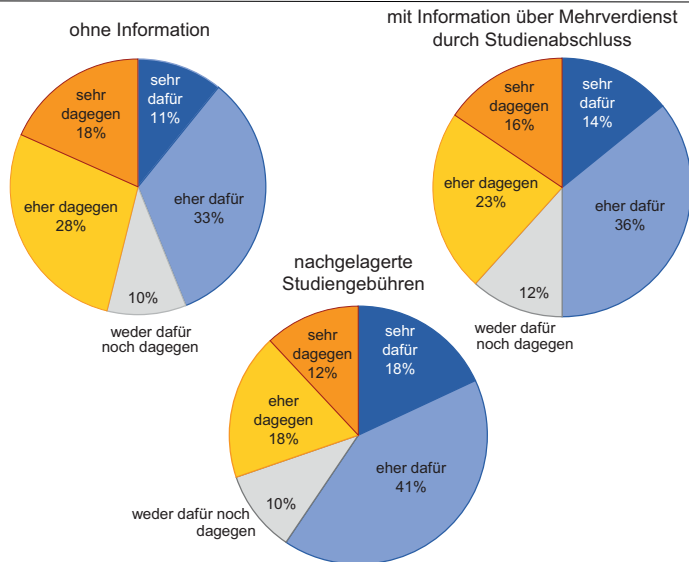 ohne Information
sehr
dafür
11%
eher dafür
33%
10%
weder dafür
noch dagegen
eher dagegen
28%
sehr
dagegen
18%
mit Information über Mehrverdienst
durch Studienabschluss
sehr
dafür
14%
eher dafür
36%
12%
weder dafür
noch dagegen
eher dagegen
23%
sehr
dagegen
16%
nachgelagerte
Studiengebühren
sehr
dafür
18%
eher dafür
41%
10%
weder dafür noch
dagegen
eher
dagegen
18%
sehr
dagegen
12%